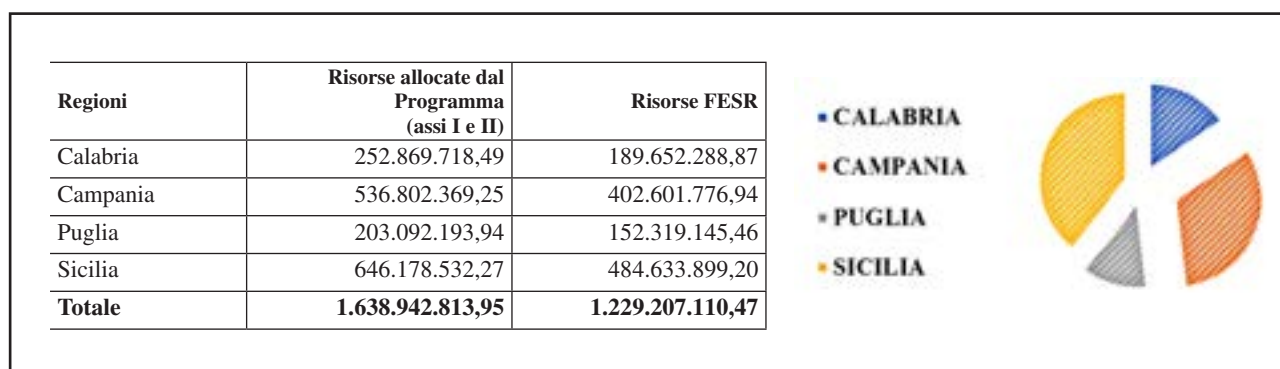 Regioni Risorse allocate dal Programma (assi I e II) Risorse FESR
Calabria 252.869.718,49 189.652.288,87
Campania 536.802.369,25 402.601.776,94
Puglia 203.092.193,94 152.319.145,46
Sicilia 646.178.532,27 484.633.899,20
Totale 1.638.942.813,95 1.229.207.110,47
CALABRIA
CAMPANIA
PUGLIA
SICILIA